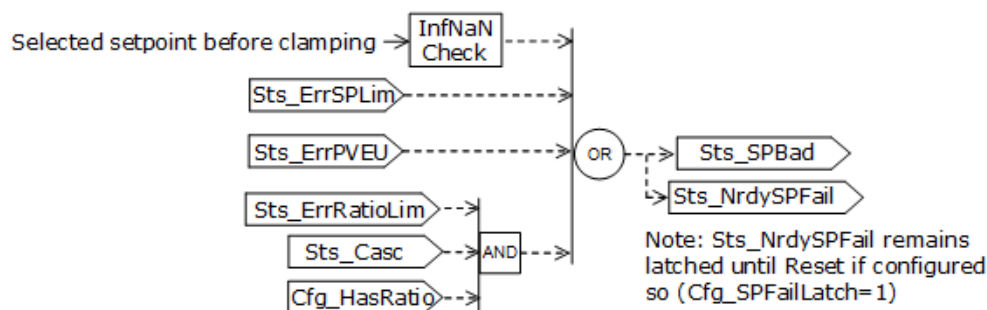 Selected setpoint before clamping
InfNaN
Check
Sts_ErrSPLim
Sts_ErrPVEU
OR
Sts_SPBad
Sts_NrdySPFail
Sts_ErrRatioLim
Sts_Casc
AND
Cfg_HasRatio
Note: Sts_NrdySPFail remains
latched until Reset if configured
so (Cfg_SPFailLatch=1)